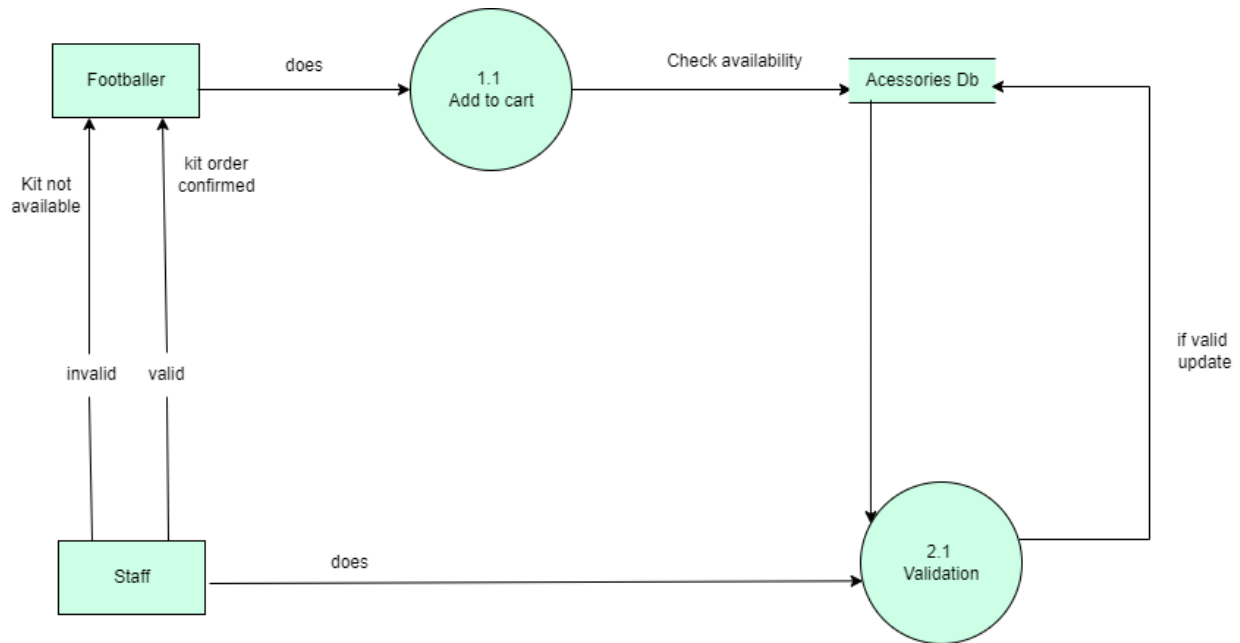 does
Footballer
1.1
Add to cart
Check availability
Acessories Db
Kit not
available
kit order
confirmed
invalid
valid
if valid
update
Staff
does
2.1
Validation